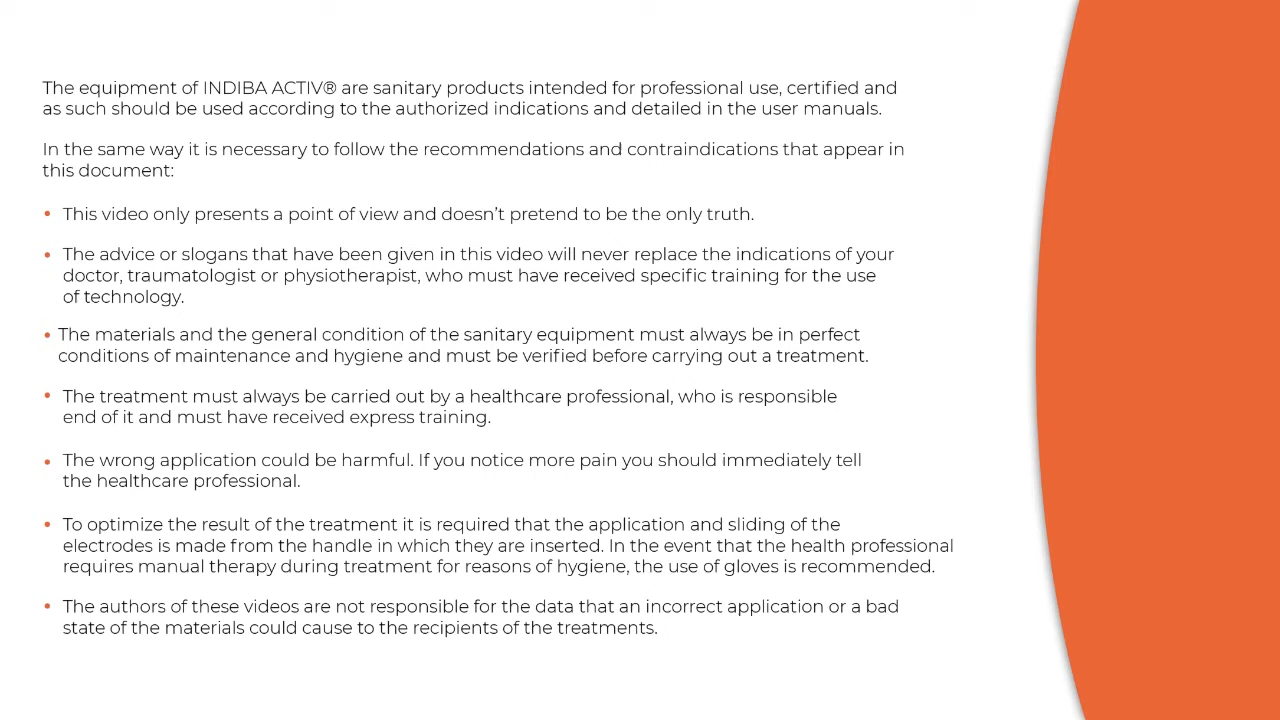 The equipment of INDIBA ACTIV® are sanitary products intended for professional use, certified and
as such should be used according to the authorized indications and detailed in the user manuals.
In the same way it is necessary to follow the recommendations and contraindications that appear in
this document:
• This video only presents a point of view and doesn't pretend to be the only truth.
• The advice or slogans that have been given in this video will never replace the indications of your
doctor, traumatologist or physiotherapist, who must have received specific training for the use
of technology.
• The materials and the general condition of the sanitary equipment must always be in perfect
conditions of maintenance and hygiene and must be verified before carrying out a treatment.
• The treatment must always be carried out by a healthcare professional, who is responsible
end of it and must have received express training.
• The wrong application could be harmful. If you notice more pain you should immediately tell
the healthcare professional.
• To optimize the result of the treatment it is required that the application and sliding of the
electrodes is made from the handle in which they are inserted. In the event that the health professional
requires manual therapy during treatment for reasons of hygiene, the use of gloves is recommended.
• The authors of these videos are not responsible for the data that an incorrect application or a bad
state of the materials could cause to the recipients of the treatments.